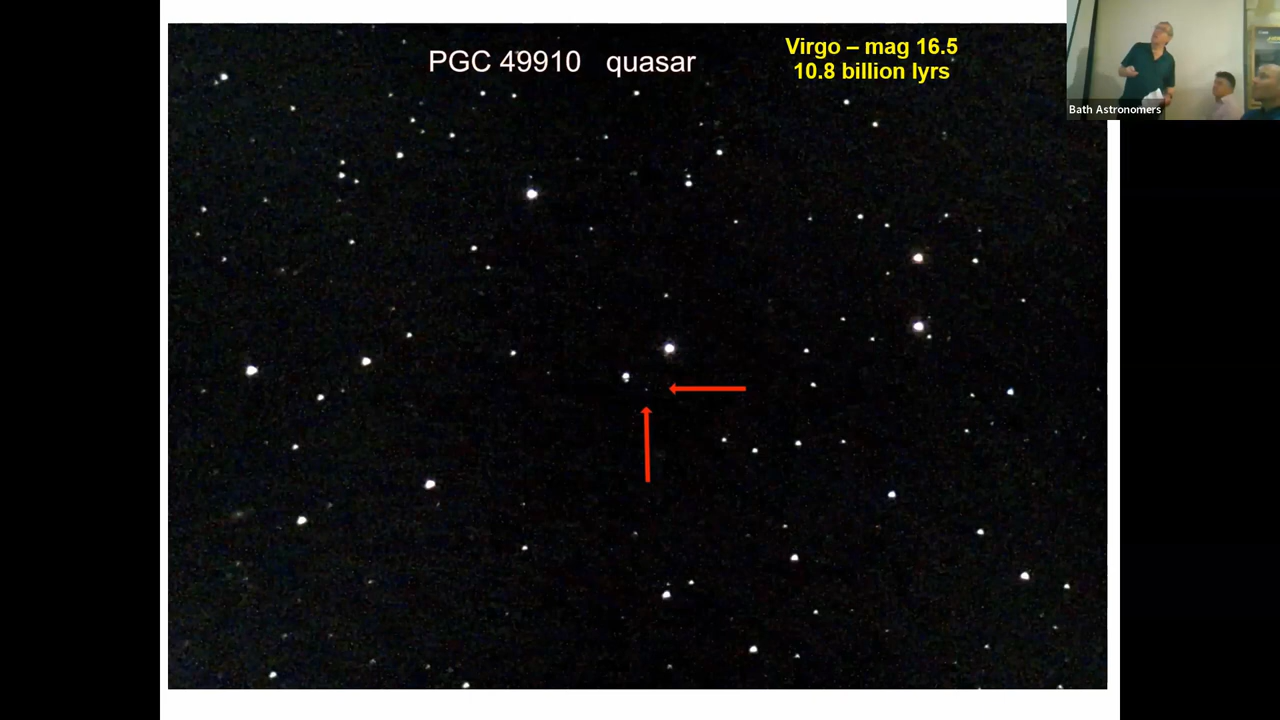 PGC 49910 quasar
Virgo – mag 16.5
10.8 billion lyrs
Bath Astronomers